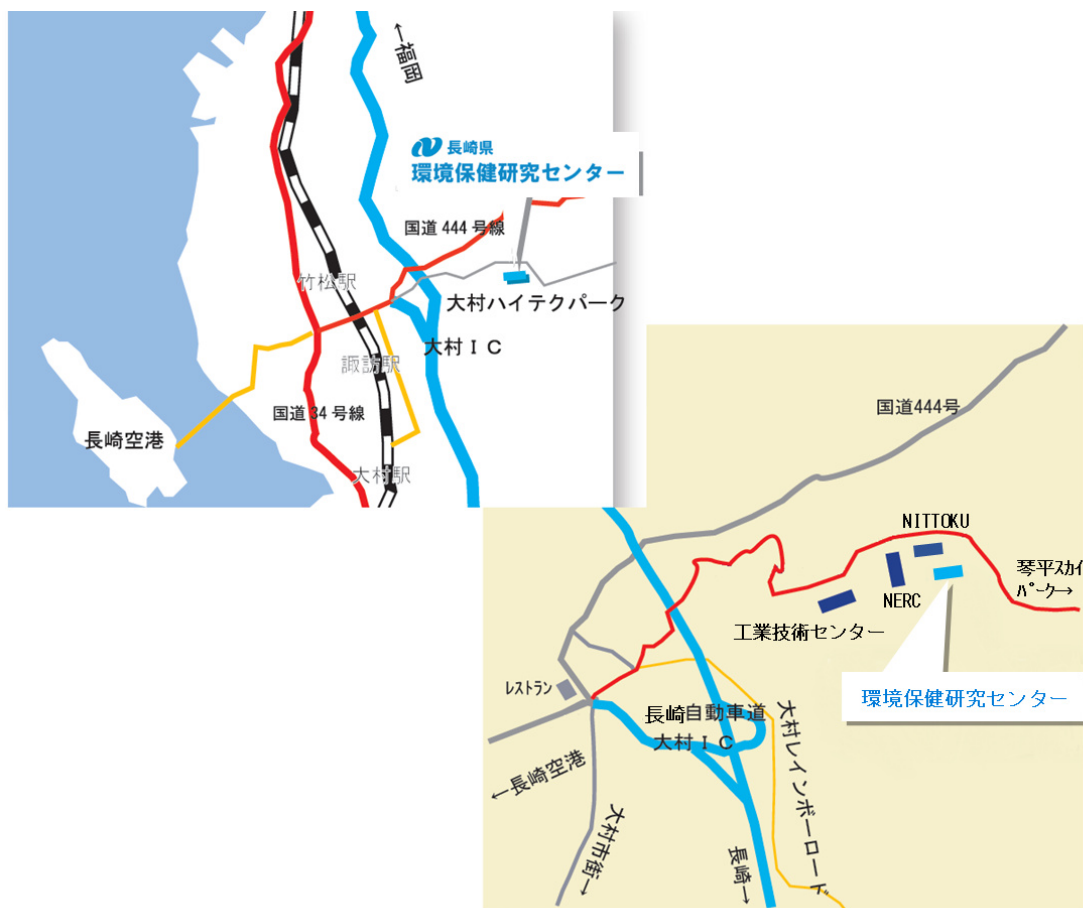 ←福岡
長崎県
環境保健研究センター
国道444号線
竹松駅
大村ハイテクパーク
大村ＩＣ
諏訪駅
国道34号線
長崎空港
大村駅
国道444号
NITTOKU
琴平スカイ
パーク→
NERC
工業技術センター
レストラン
環境保健研究センター
長崎自動車道
大村ＩＣ
←長崎空港
大村レインボーロード
大村市街→
長崎→